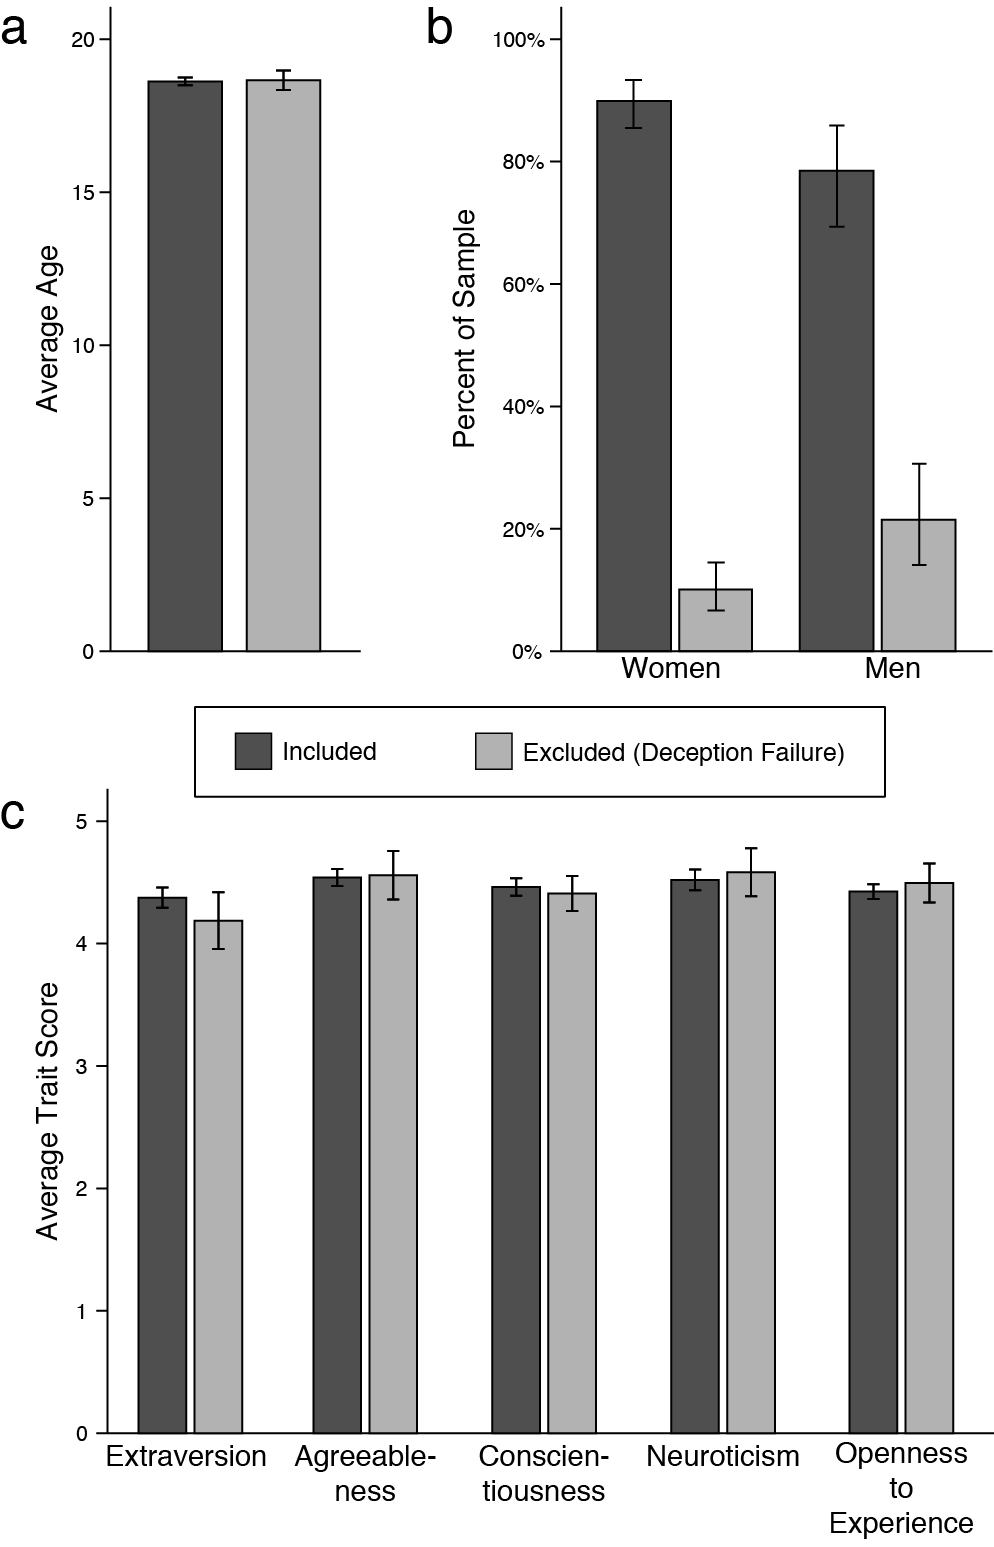 a
20
15
10
5
0
Average Age
b
100%
80%
60%
40%
20%
0%
Percent of Sample
Women
Men
Included
Excluded (Deception Failure)
c
5
4
3
2
1
0
Average Trait Score
Extraversion
Agreeable-
ness
Conscien-
tiousness
Neuroticism
Openness
to
Experience